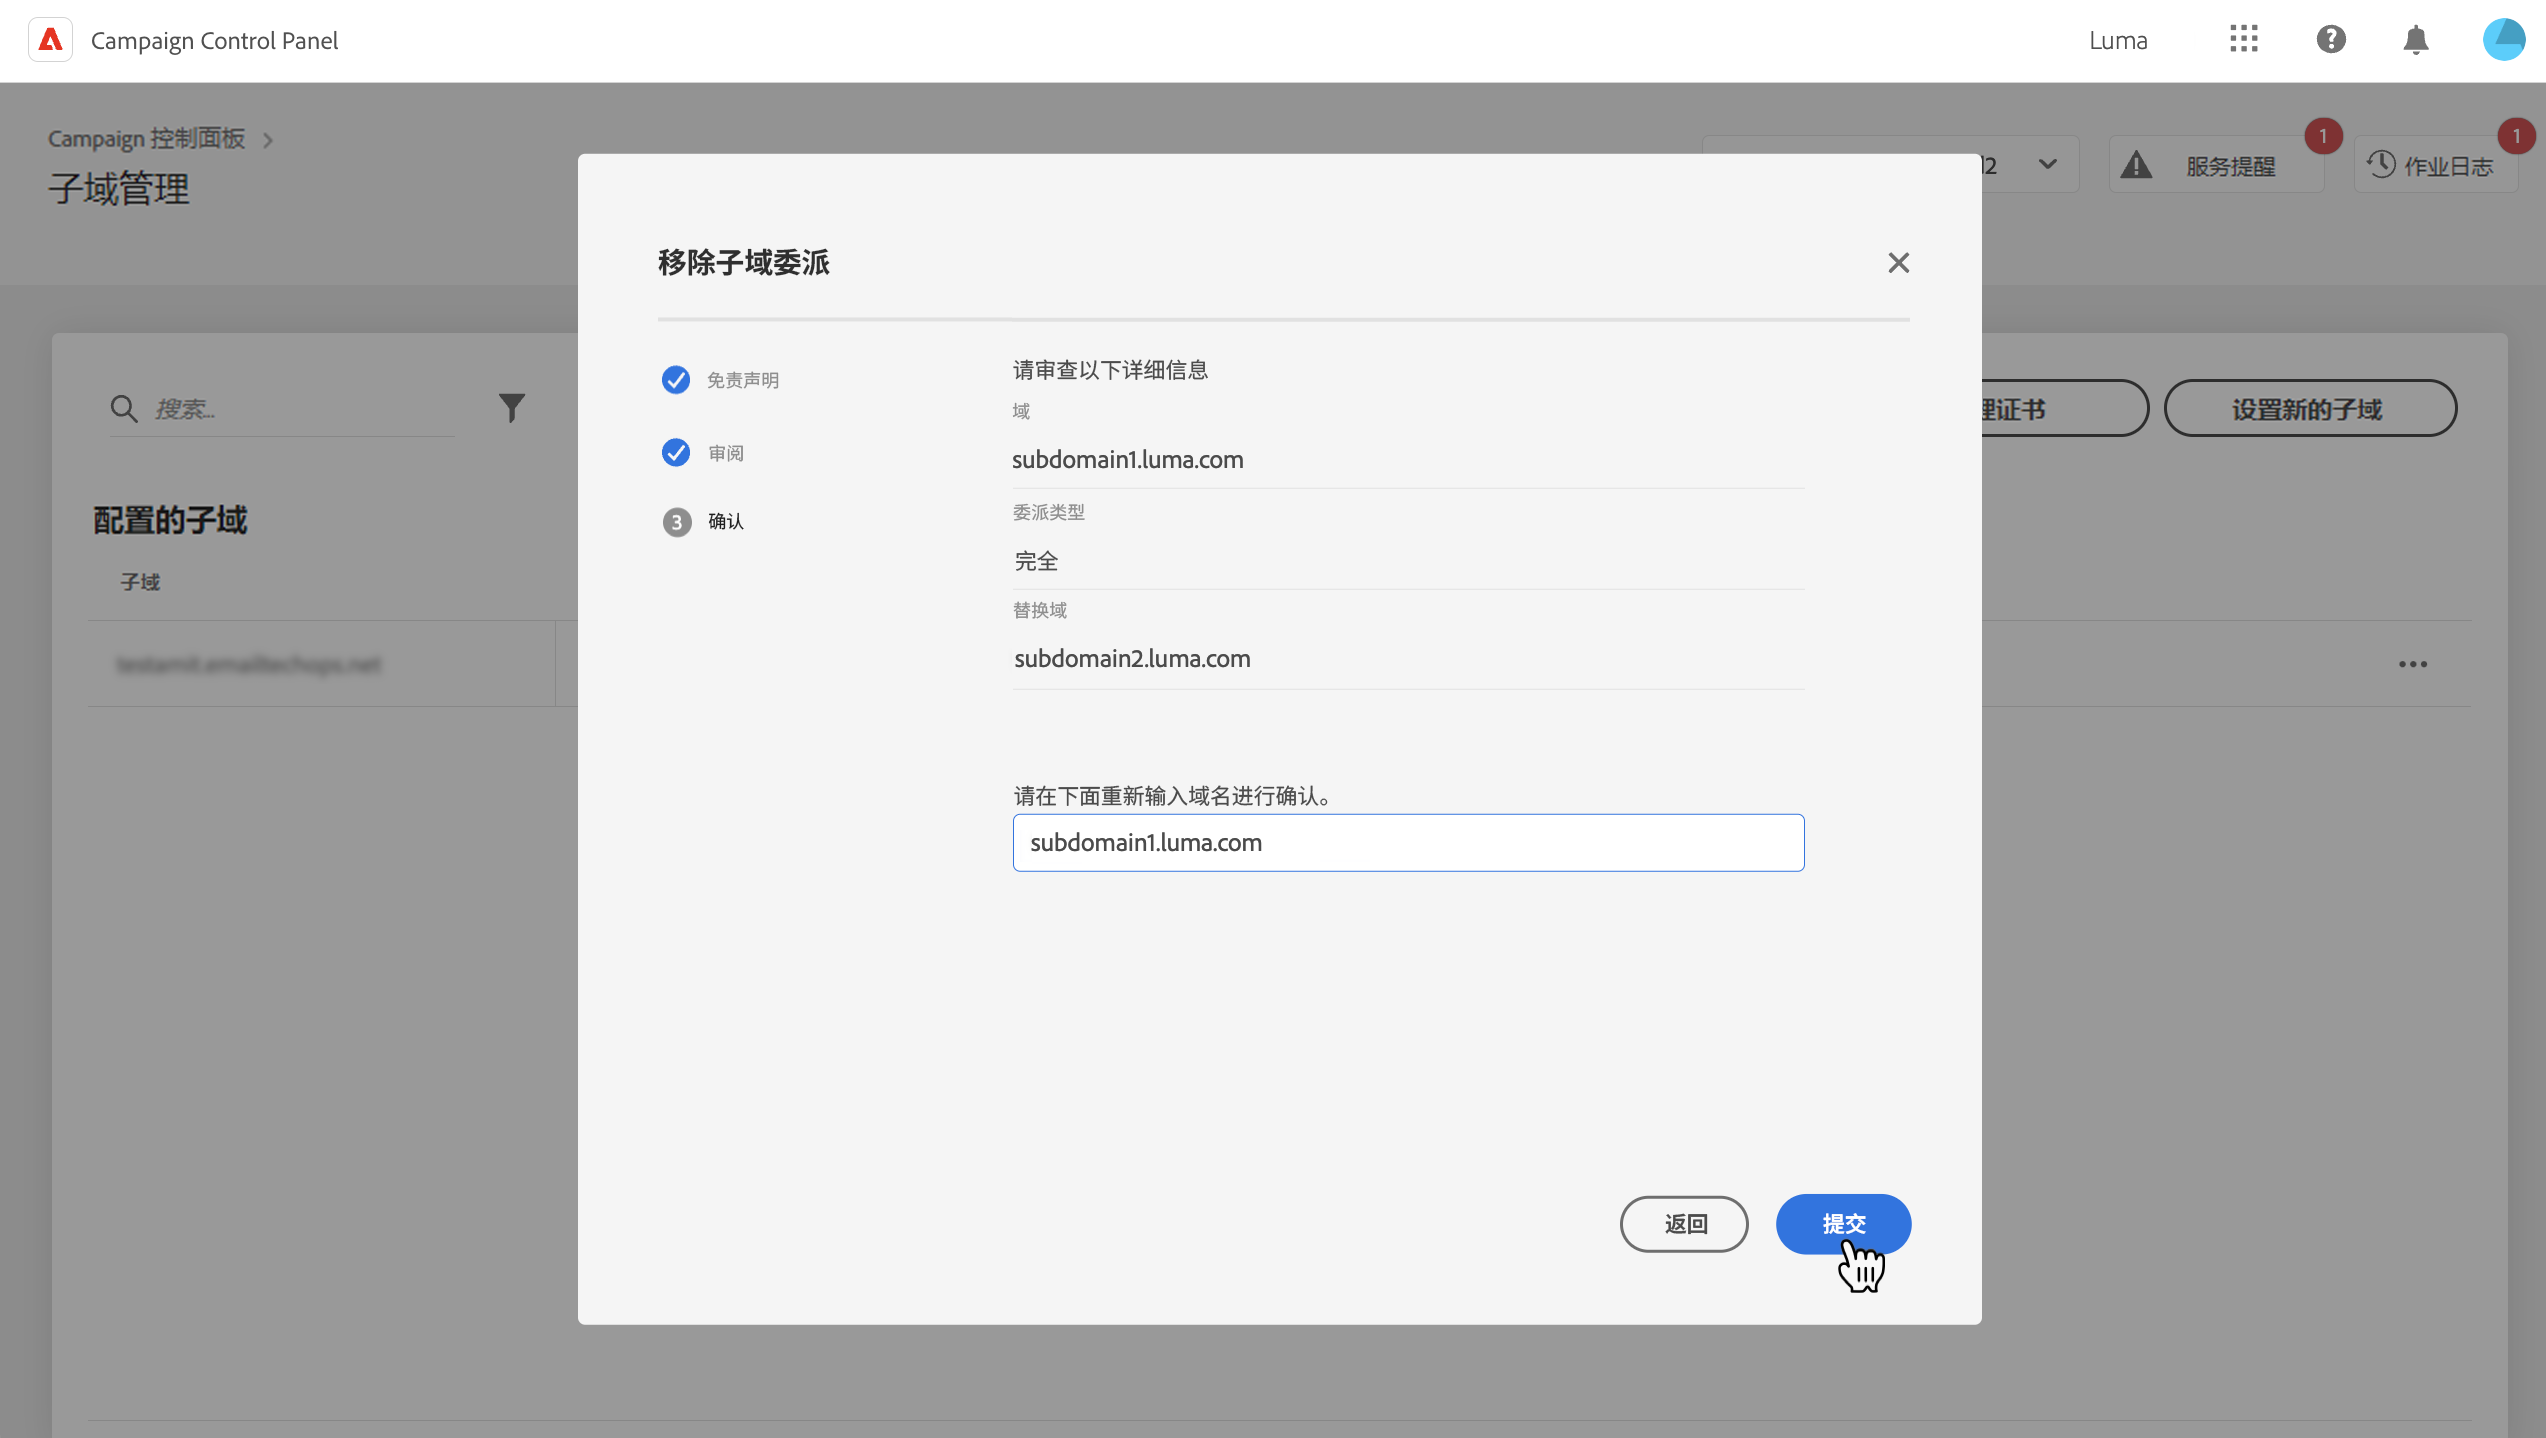 Campaign Control Panel
Luma
Campaign 控制面板
子域管理
1
服务提醒
1
作业日志
移除子域委派
搜索...
免责声明
审阅
3 确认
请审查以下详细信息
域
subdomain1.luma.com
委派类型
完全
替换域
subdomain2.luma.com
请在下面重新输入域名进行确认。
subdomain1.luma.com
返回
提交
证书
设置新的子域
配置的子域
子域